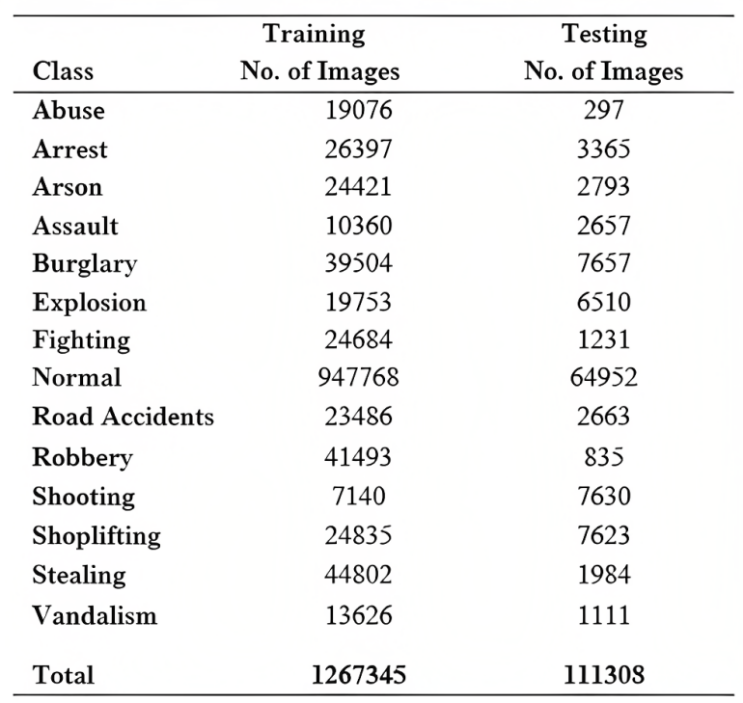 Training Testing
Class No. of Images No. of Images
Abuse 19076 297
Arrest 26397 3365
Arson 24421 2793
Assault 10360 2657
Burglary 39504 7657
Explosion 19753 6510
Fighting 24684 1231
Normal 947768 64952
Road Accidents 23486 2663
Robbery 41493 835
Shooting 7140 7630
Shoplifting 24835 7623
Stealing 44802 1984
Vandalism 13626 1111
Total 1267345 111308